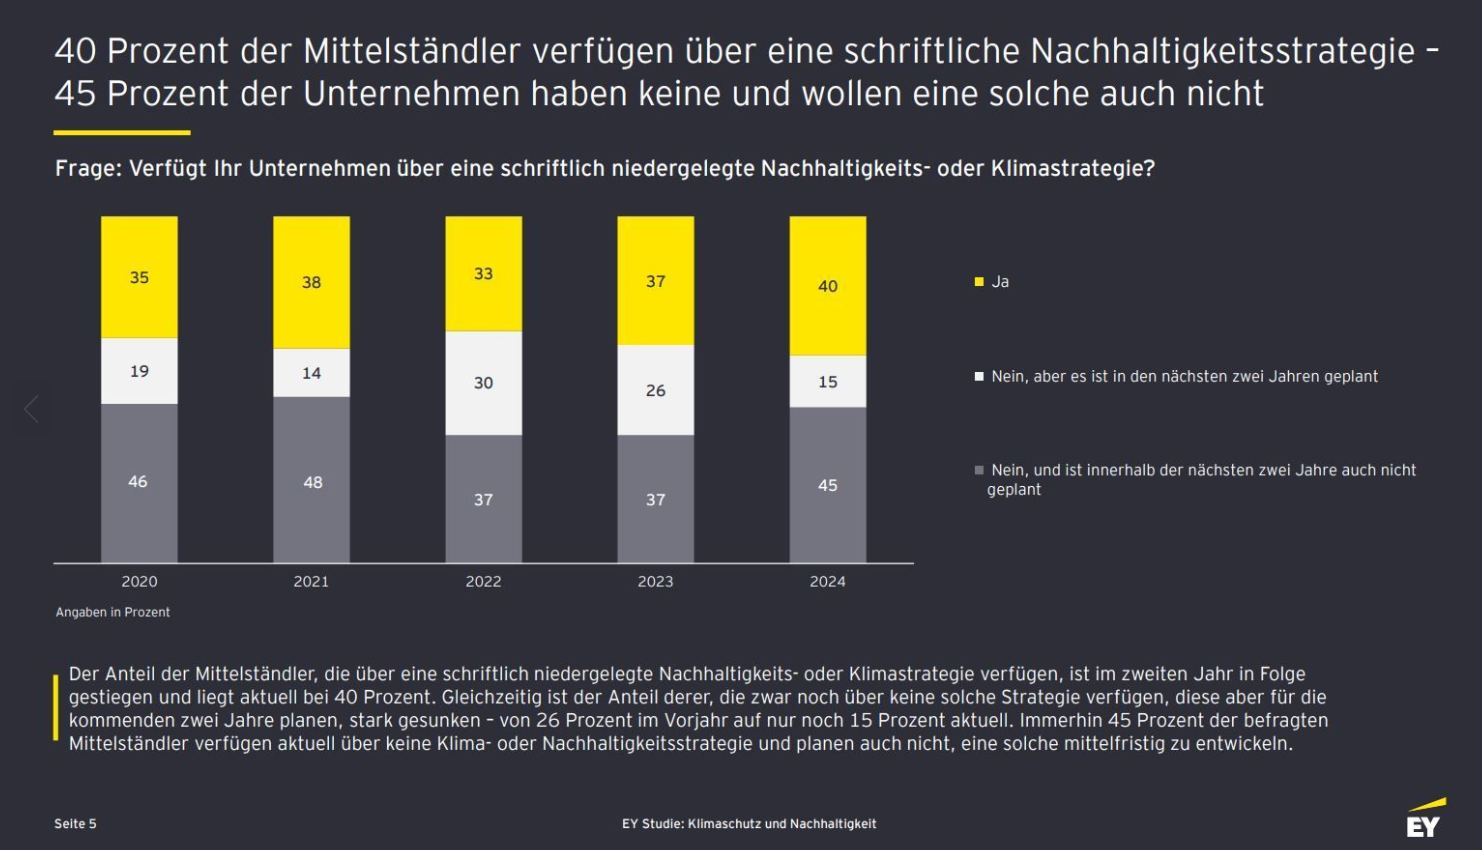 40 Prozent der Mittelständler verfügen über eine schriftliche Nachhaltigkeitsstrategie –
45 Prozent der Unternehmen haben keine und wollen eine solche auch nicht
Frage: Verfügt Ihr Unternehmen über eine schriftlich niedergelegte Nachhaltigkeits- oder Klimastrategie?
35 38 33 37 40
19 14 30 26 15
46 48 37 37 45
2020 2021 2022 2023 2024
Angaben in Prozent
Ja
Nein, aber es ist in den nächsten zwei Jahren geplant
Nein, und ist innerhalb der nächsten zwei Jahre auch nicht
geplant
Der Anteil der Mittelständler, die über eine schriftlich niedergelegte Nachhaltigkeits- oder Klimastrategie verfügen, ist im zweiten Jahr in Folge
gestiegen und liegt aktuell bei 40 Prozent. Gleichzeitig ist der Anteil derer, die zwar noch über keine solche Strategie verfügen, diese aber für die
kommenden zwei Jahre planen, stark gesunken – von 26 Prozent im Vorjahr auf nur noch 15 Prozent aktuell. Immerhin 45 Prozent der befragten
Mittelständler verfügen aktuell über keine Klima- oder Nachhaltigkeitsstrategie und planen auch nicht, eine solche mittelfristig zu entwickeln.
Seite 5
EY Studie: Klimaschutz und Nachhaltigkeit
EY